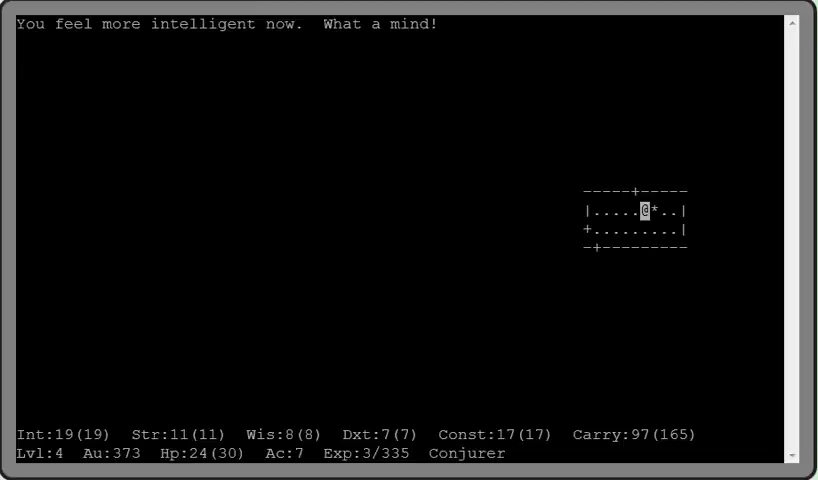 You feel more intelligent now.  What a mind!
-----+-----
|.....@*..|
+.........|
-+---------
Int:19(19)  Str:11(11)  Wis:8(8)  Dxt:7(7)  Const:17(17)  Carry:97(165)
Lvl:4  Au:373  Hp:24(30)  Ac:7  Exp:3/335  Conjurer